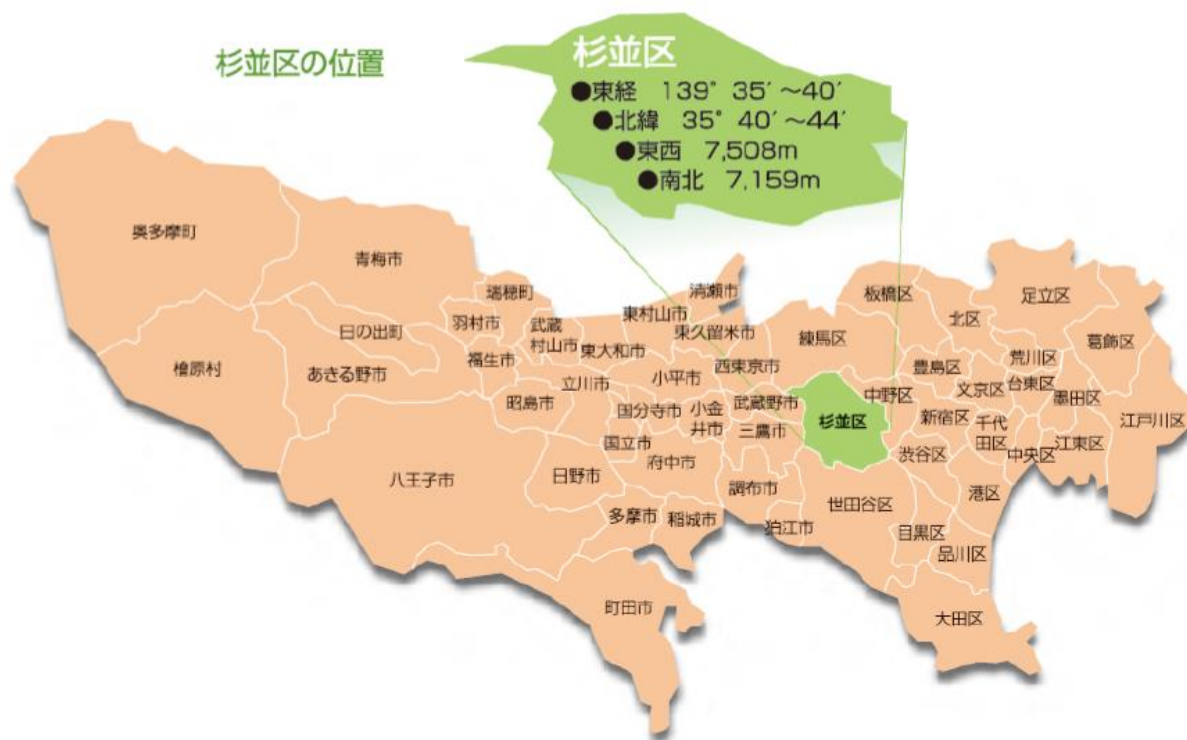 杉並区の位置
杉並区
●東経 139° 35′ ~40′
●北緯 35° 40′ ~44′
●東西 7,508m
●南北 7,159m
奥多摩町
青梅市
瑞穂町
清瀬市
板橋区
足立区
羽村市
武蔵
村山市
東村山市
東久留米市
練馬区
北区
葛飾区
日の出町
福生市
東大和市
西東京市
豊島区
荒川区
檜原村
あきる野市
立川市
小平市
中野区
文京区
台東区
墨田区
昭島市
国分寺市
小金
井市
武蔵野市
杉並区
新宿区
千代
田区
江戸川区
国立市
三鷹市
渋谷区
中央区
江東区
八王子市
日野市
府中市
調布市
世田谷区
港区
多摩市
稲城市
狛江市
目黒区
品川区
町田市
大田区